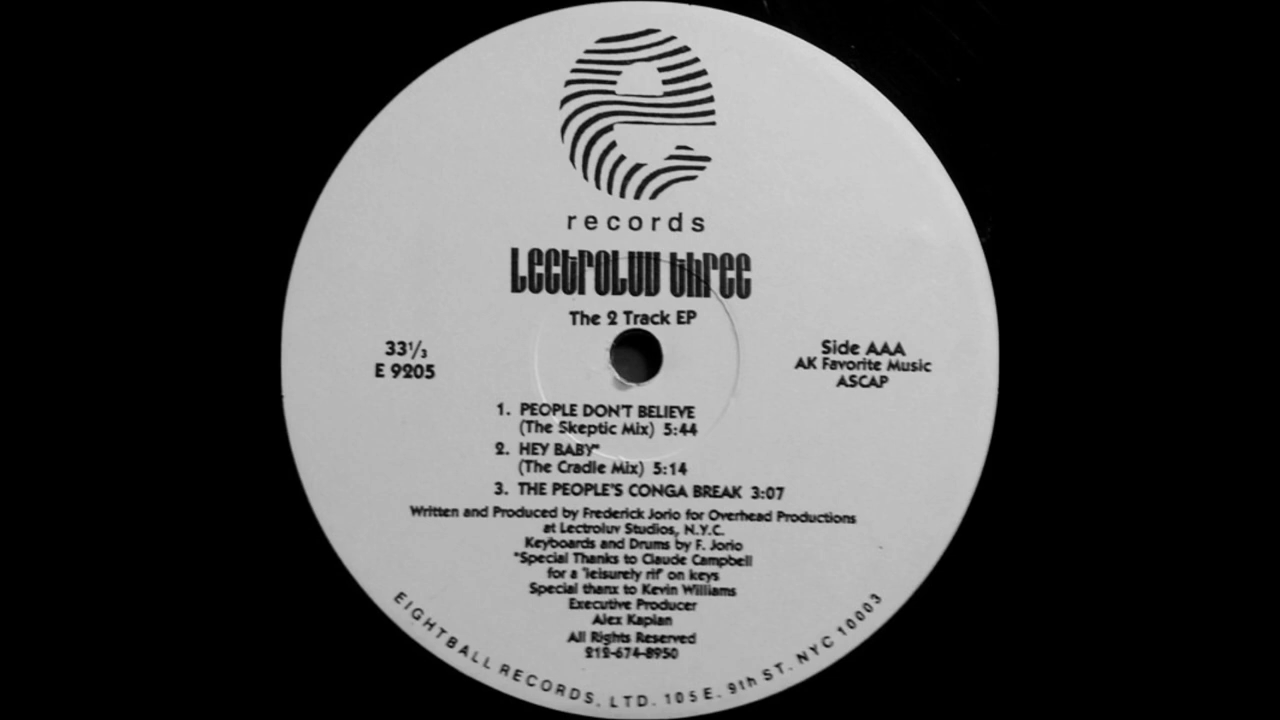 e
records
Lectroluv three
The 2 Track EP
33⅓
E 9205
Side AAA
AK Favorite Music
ASCAP
1. PEOPLE DON'T BELIEVE
(The Skeptic Mix) 5:44
2. HEY BABY*
(The Cradle Mix) 5:14
3. THE PEOPLE'S CONGA BREAK 3:07
Written and Produced by Frederick Jorio for Overhead Productions
at Lectroluv Studios, N.Y.C.
Keyboards and Drums by F. Jorio
*Special Thanks to Claude Campbell
for a "leisurely rif" on keys
Special thanx to Kevin Williams
Executive Producer
Alex Kaplan
All Rights Reserved
212-674-8950
EIGHTBALL RECORDS, LTD. 105 E. 9th ST. NYC 10003